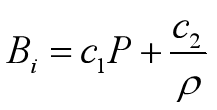 B_i = c_1 P + \frac{c_2}{\rho}